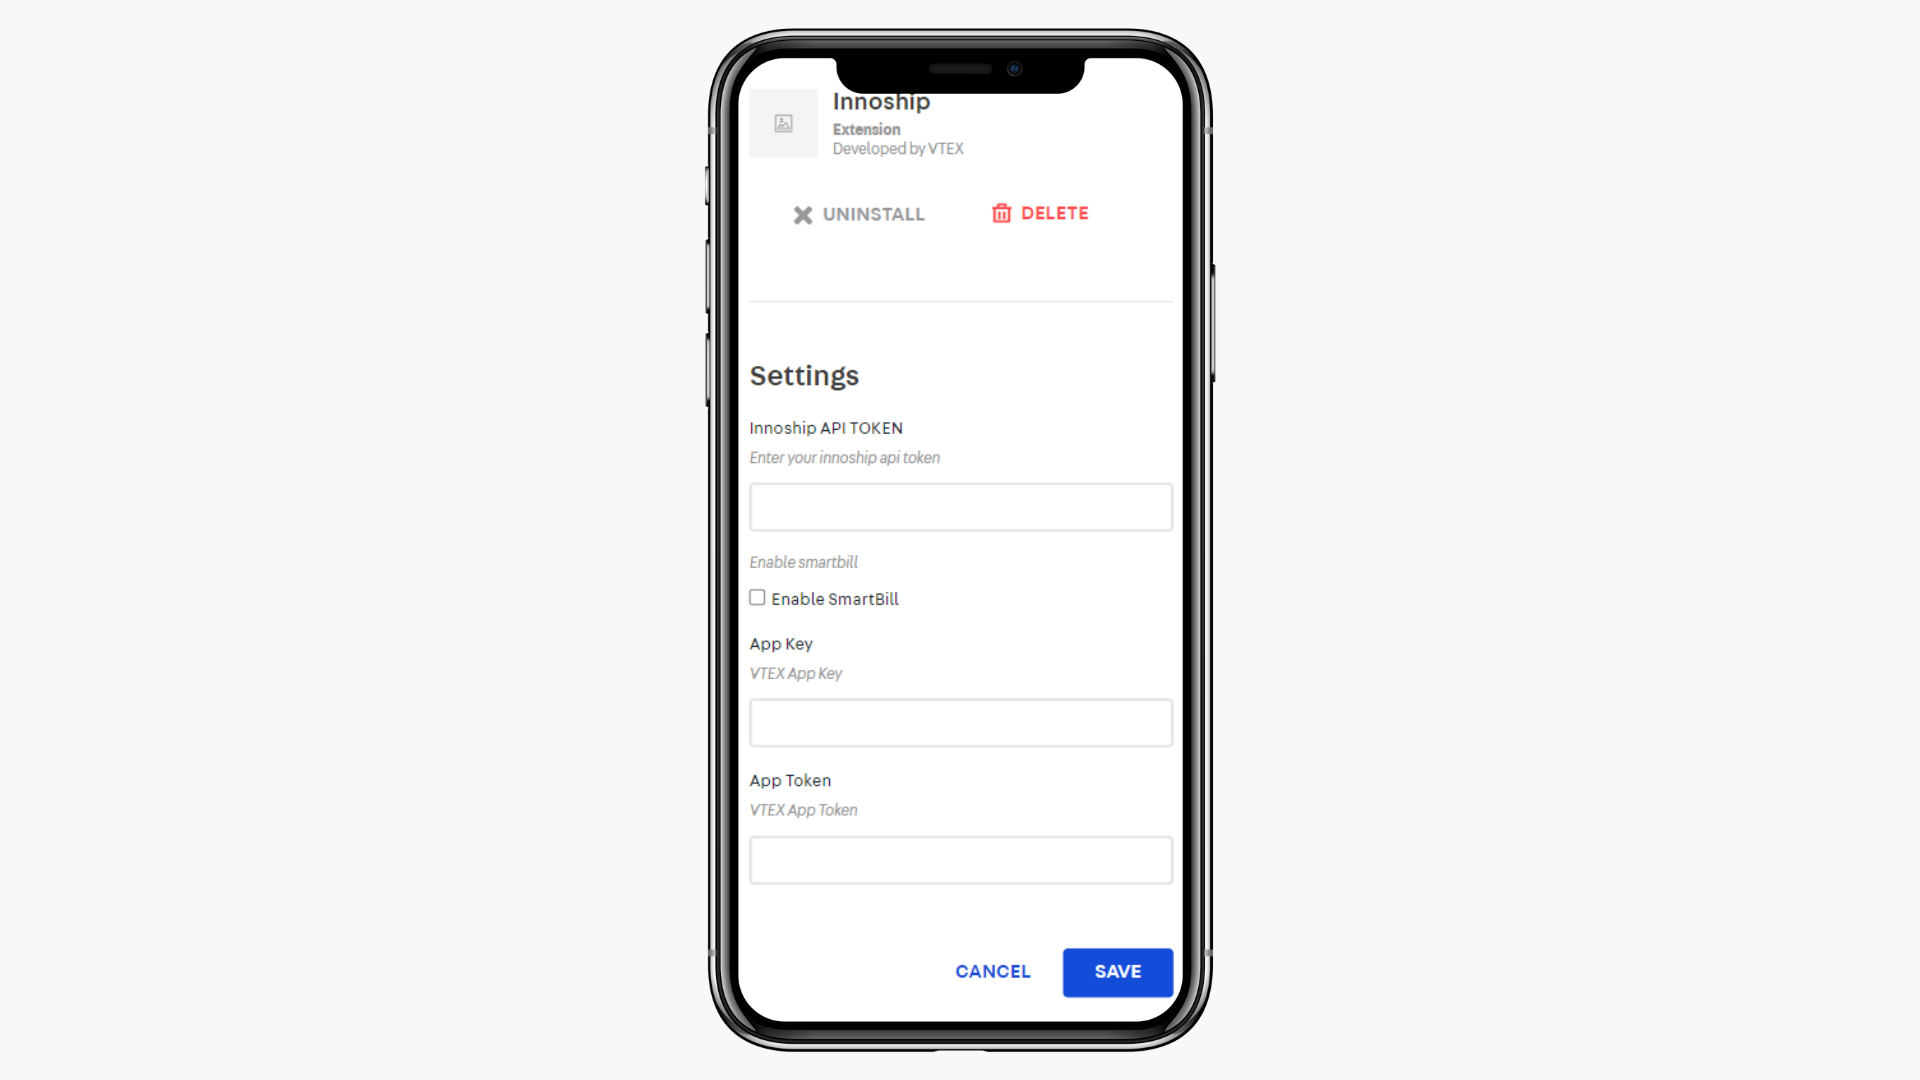 Innoship
Extension
Developed by VTEX
UNINSTALL
DELETE
Settings
Innoship API TOKEN
Enter your innoship api token
Enable smartbill
Enable SmartBill
App Key
VTEX App Key
App Token
VTEX App Token
CANCEL
SAVE